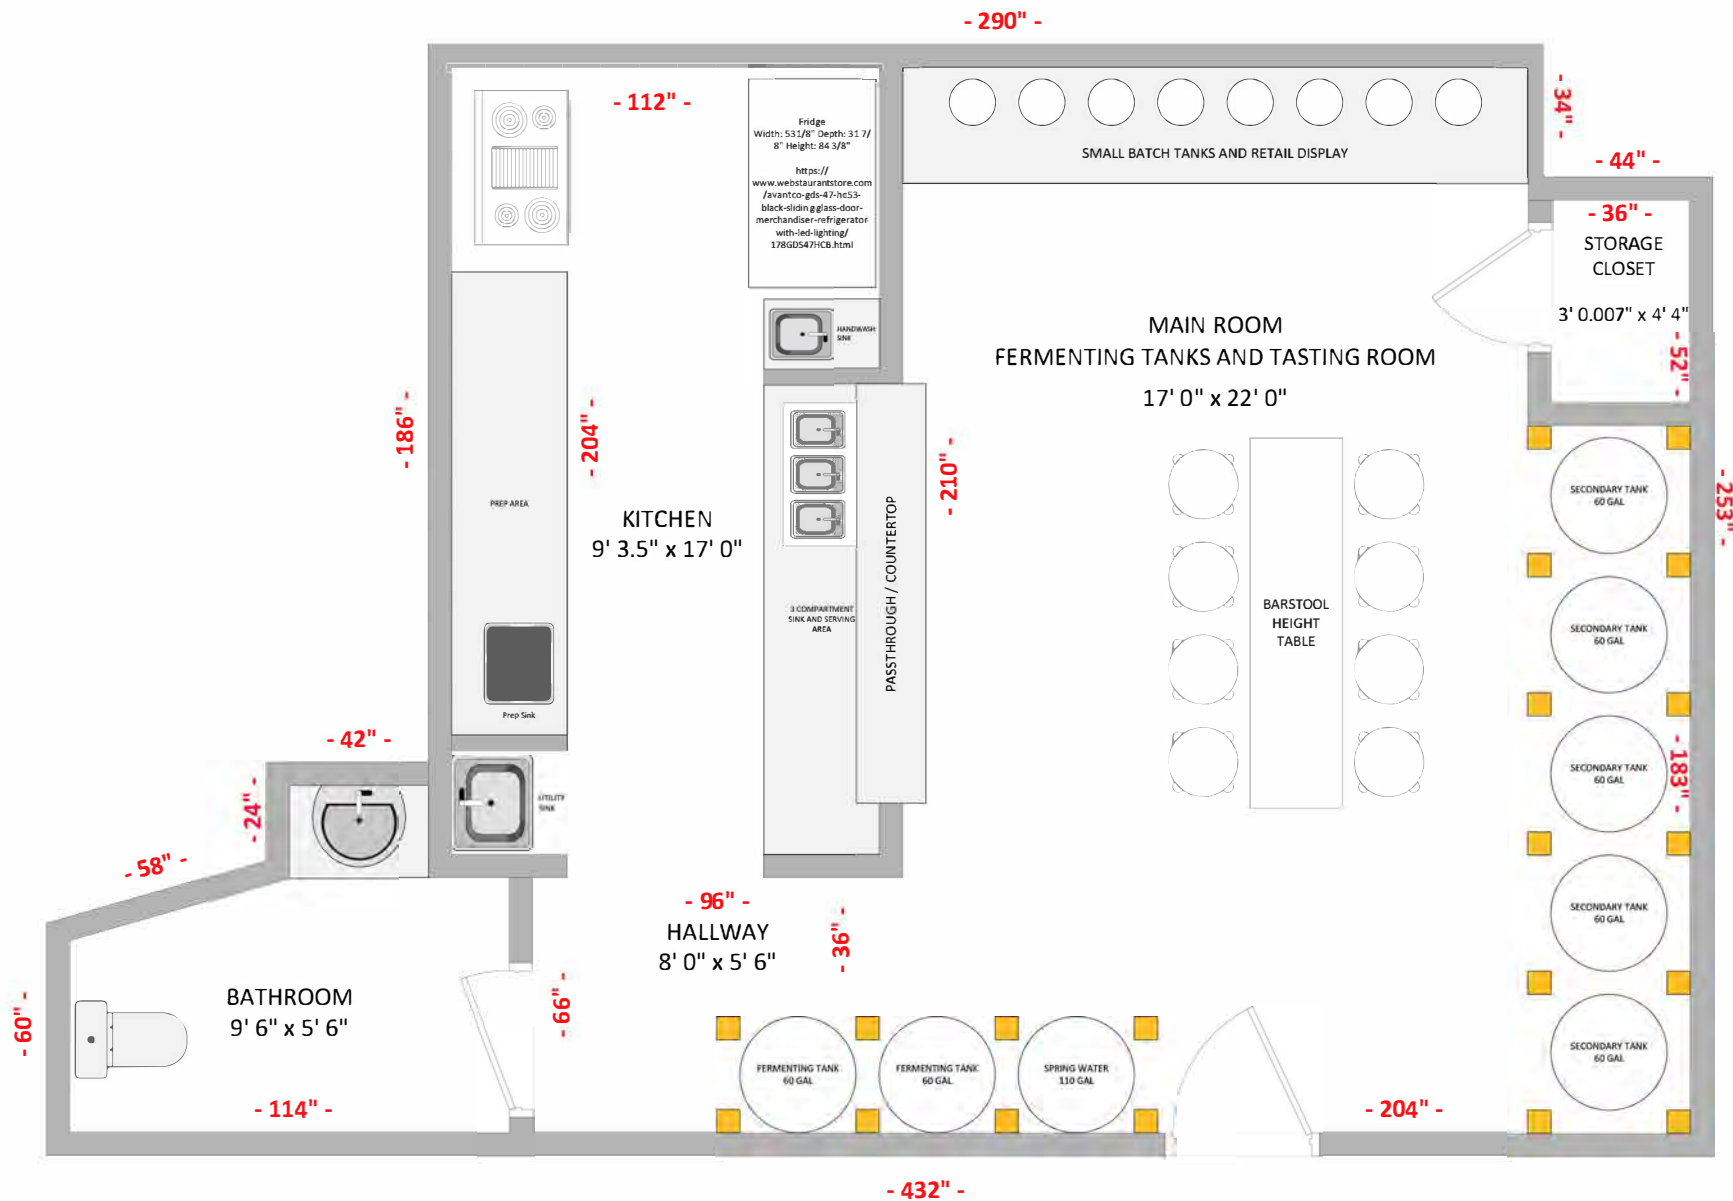 - 290" -
- 112" -
- 34" -
Fridge
Width: 531/8" Depth: 31 7/
8" Height: 84 3/8"
https://
www.webstaurantstore.com
/avantco-gds-47-hc53-
black-sliding-glass-door-
merchandiser-refrigerator
with-led-lighting/
178GDS47HCB.html
SMALL BATCH TANKS AND RETAIL DISPLAY
- 44" -
- 36" -
STORAGE
CLOSET
3' 0.007" x 4' 4"
- 52" -
HANDWASH
SINK
MAIN ROOM
FERMENTING TANKS AND TASTING ROOM
17' 0" x 22' 0"
- 186" -
- 204" -
- 210" -
- 253" -
PREP AREA
KITCHEN
9' 3.5" x 17' 0"
PASSTHROUGH / COUNTERTOP
3 COMPARTMENT
SINK AND SERVING
AREA
BARSTOOL
HEIGHT
TABLE
SECONDARY TANK
60 GAL
SECONDARY TANK
60 GAL
SECONDARY TANK
60 GAL
- 183" -
SECONDARY TANK
60 GAL
SECONDARY TANK
60 GAL
Prep Sink
- 42" -
- 24" -
UTILITY
SINK
- 58" -
- 96" -
HALLWAY
8' 0" x 5' 6"
- 36" -
BATHROOM
9' 6" x 5' 6"
- 60" -
- 66" -
FERMENTING TANK
60 GAL
FERMENTING TANK
60 GAL
SPRING WATER
110 GAL
- 114" -
- 204" -
- 432" -